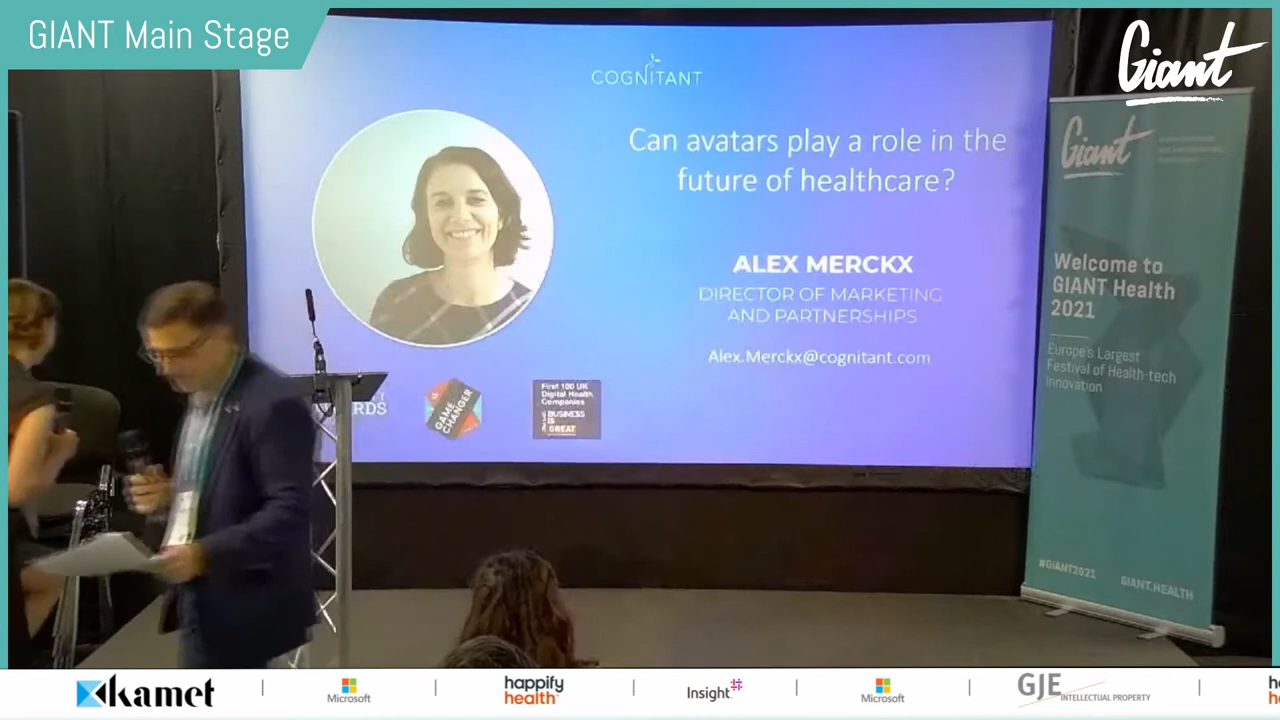 GIANT Main Stage
Giant
COGNITANT
Can avatars play a role in the
future of healthcare?
ALEX MERCKX
DIRECTOR OF MARKETING
AND PARTNERSHIPS
Alex.Merckx@cognitant.com
GAME
CHANGER
First 100 UK
Digital Health
Companies
BUSINESS
IS
GREAT
Giant
Welcome to
GIANT Health
2021
Europe's Largest
Festival of Health-tech
Innovation
#GIANT2021
GIANT.HEALTH
kamet
Microsoft
happify
health
Insight
Microsoft
GJE
INTELLECTUAL PROPERTY